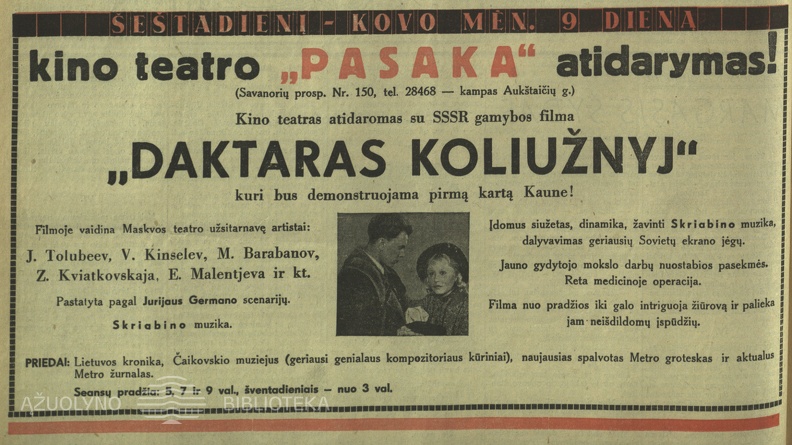 ŠEŠTADIENĮ - KOVO MĖN. 9 DIENĄ
kino teatro „PASAKA“ atidarymas!
(Savanorių prosp. Nr. 150, tel. 28468 — kampas Aukštaičių g.)
Kino teatras atidaromas su SSSR gamybos filma
„DAKTARAS KOLIUŽNYJ“
kuri bus demonstruojama pirmą kartą Kaune!
Filmoje vaidina Maskvos teatro užsitarnavę artistai:
J. Tolubeev, V. Kinselev, M. Barabanov,
Z. Kviatkovskaja, E. Malentjeva ir kt.
Pastatyta pagal Jurijaus Germano scenarijų.
Skriabino muzika.
Įdomus siužetas, dinamika, žavinti Skriabino muzika,
dalyvavimas geriausių Sovietų ekrano jėgų.
Jauno gydytojo mokslo darbų nuostabios pasekmės.
Reta medicinoje operacija.
Filma nuo pradžios iki galo intriguoja žiūrovą ir palieka
jam neišdildomų įspūdžių.
PRIEDAI: Lietuvos kronika, Čaikovskio muziejus (geriausi genialaus kompozitoriaus kūriniai), naujausias spalvotas Metro groteskas ir aktualus
Metro žurnalas.
Seansų pradžia: 5, 7 ir 9 val., šventadieniais — nuo 3 val.
AŽUOLYNO BIBLIOTEKA